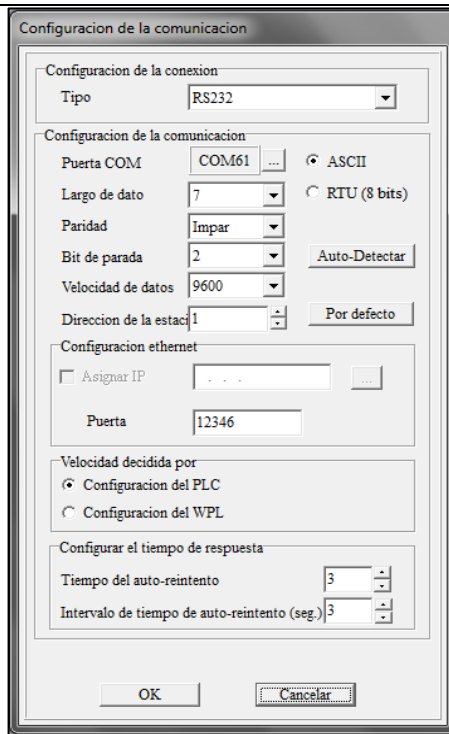 Configuracion de la comunicacion
Configuracion de la conexion
Tipo RS232
Configuracion de la comunicacion
Puerta COM COM61 ... ASCII
Largo de dato 7 RTU (8 bits)
Paridad Impar
Bit de parada 2 Auto-Detectar
Velocidad de datos 9600
Direccion de la estaci 1 Por defecto
Configuracion ethernet
Asignar IP . . . ...
Puerta 12346
Velocidad decidida por
Configuracion del PLC
Configuracion del WPL
Configurar el tiempo de respuesta
Tiempo del auto-reintento 3
Intervalo de tiempo de auto-reintento (seg.) 3
OK Cancelar